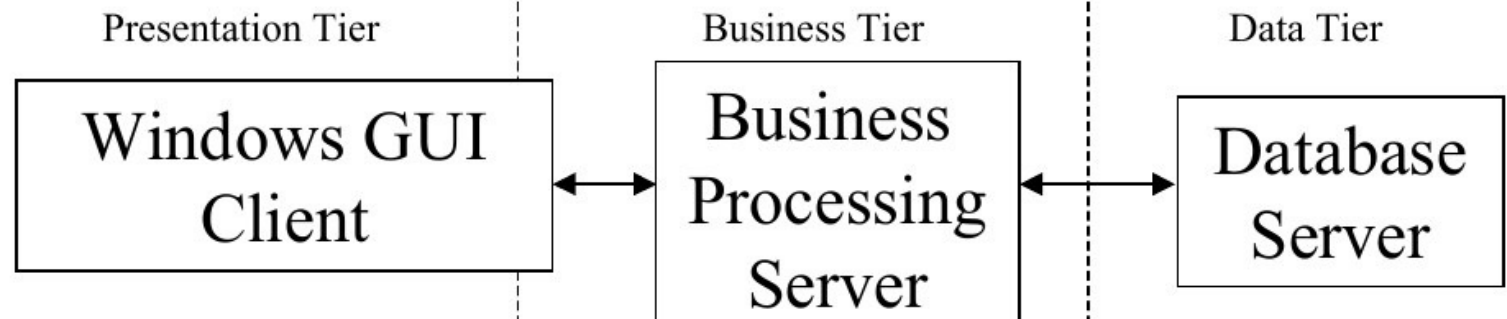 Presentation Tier
Business Tier
Data Tier
Windows GUI
Client
Business
Processing
Server
Database
Server